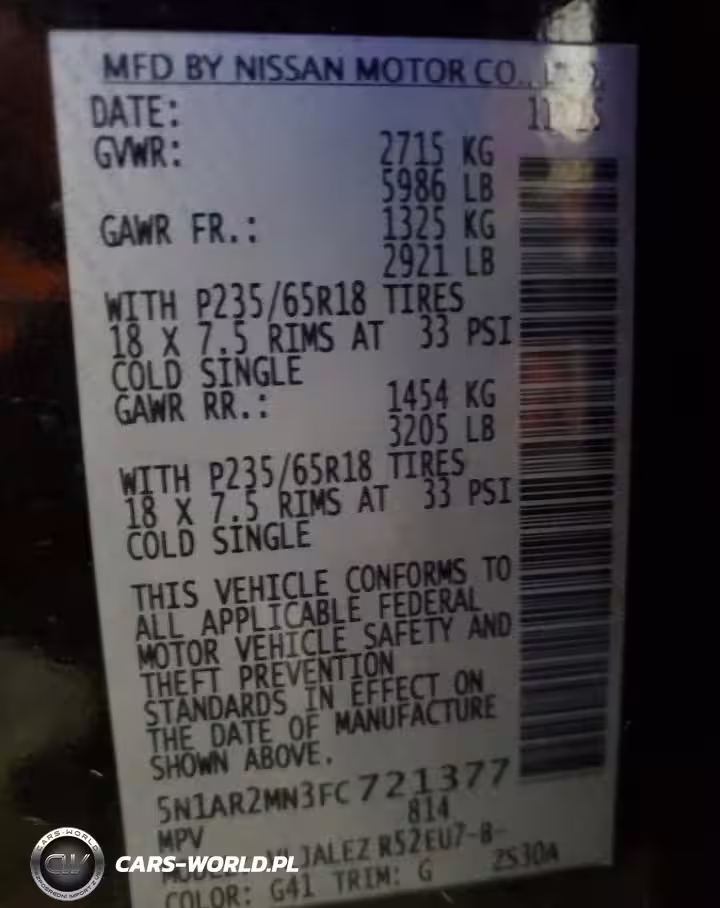 MFD BY NISSAN MOTOR CO., LTD.
DATE:
GVWR: 2715 KG
5986 LB
GAWR FR.: 1325 KG
2921 LB
WITH P235/65R18 TIRES
18 X 7.5 RIMS AT 33 PSI
COLD SINGLE
GAWR RR.: 1454 KG
3205 LB
WITH P235/65R18 TIRES
18 X 7.5 RIMS AT 33 PSI
COLD SINGLE
THIS VEHICLE CONFORMS TO
ALL APPLICABLE FEDERAL
MOTOR VEHICLE SAFETY AND
THEFT PREVENTION
STANDARDS IN EFFECT ON
THE DATE OF MANUFACTURE
SHOWN ABOVE.
5N1AR2MN3FC721377
MPV 814
R52EU7-B-
COLOR: G41 TRIM: G ZS30A
CARS-WORLD
CARS-WORLD.PL